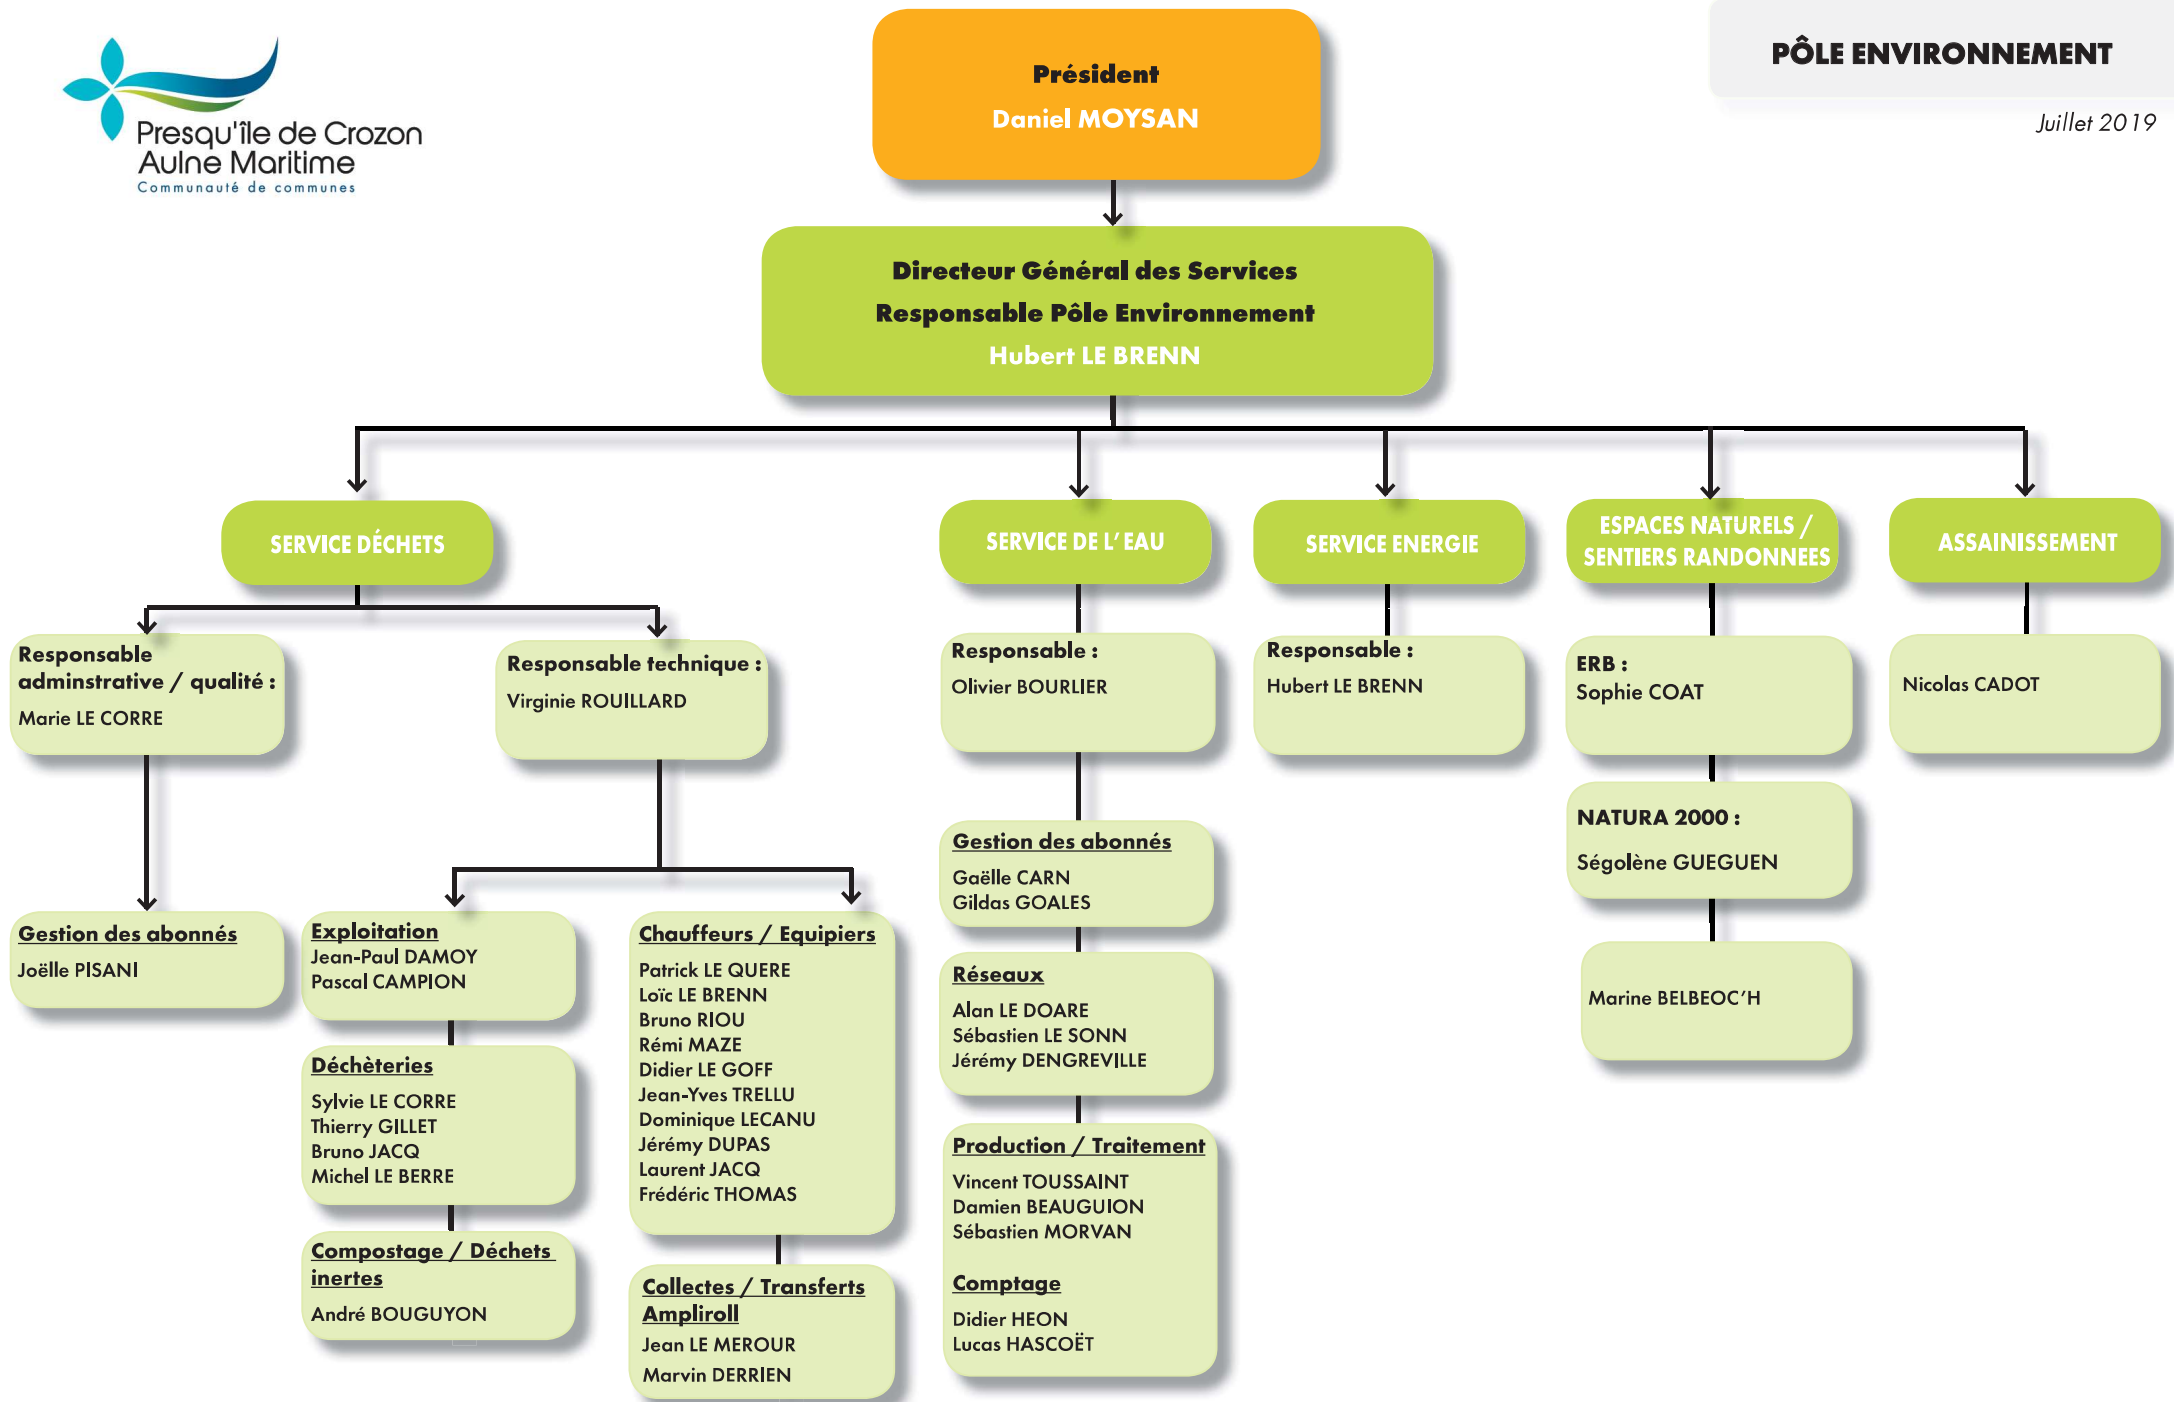 Presqu'île de Crozon
Aulne Maritime
Communauté de communes
PÔLE ENVIRONNEMENT
Juillet 2019
Président
Daniel MOYSAN
Directeur Général des Services
Responsable Pôle Environnement
Hubert LE BRENN
SERVICE DÉCHETS
SERVICE DE L' EAU
SERVICE ENERGIE
ESPACES NATURELS /
SENTIERS RANDONNEES
ASSAINISSEMENT
Responsable
adminstrative / qualité :
Marie LE CORRE
Responsable technique :
Virginie ROUILLARD
Responsable :
Olivier BOURLIER
Responsable :
Hubert LE BRENN
ERB :
Sophie COAT
Nicolas CADOT
NATURA 2000 :
Ségolène GUEGUEN
Marine BELBEOC'H
Gestion des abonnés
Joëlle PISANI
Exploitation
Jean-Paul DAMOY
Pascal CAMPION
Déchèteries
Sylvie LE CORRE
Thierry GILLET
Bruno JACQ
Michel LE BERRE
Compostage / Déchets
inertes
André BOUGUYON
Chauffeurs / Equipiers
Patrick LE QUERE
Loïc LE BRENN
Bruno RIOU
Rémi MAZE
Didier LE GOFF
Jean-Yves TRELLU
Dominique LECANU
Jérémy DUPAS
Laurent JACQ
Frédéric THOMAS
Collectes / Transferts
Ampliroll
Jean LE MEROUR
Marvin DERRIEN
Gestion des abonnés
Gaëlle CARN
Gildas GOALES
Réseaux
Alan LE DOARE
Sébastien LE SONN
Jérémy DENGREVILLE
Production / Traitement
Vincent TOUSSAINT
Damien BEAUGUION
Sébastien MORVAN
Comptage
Didier HEON
Lucas HASCOËT